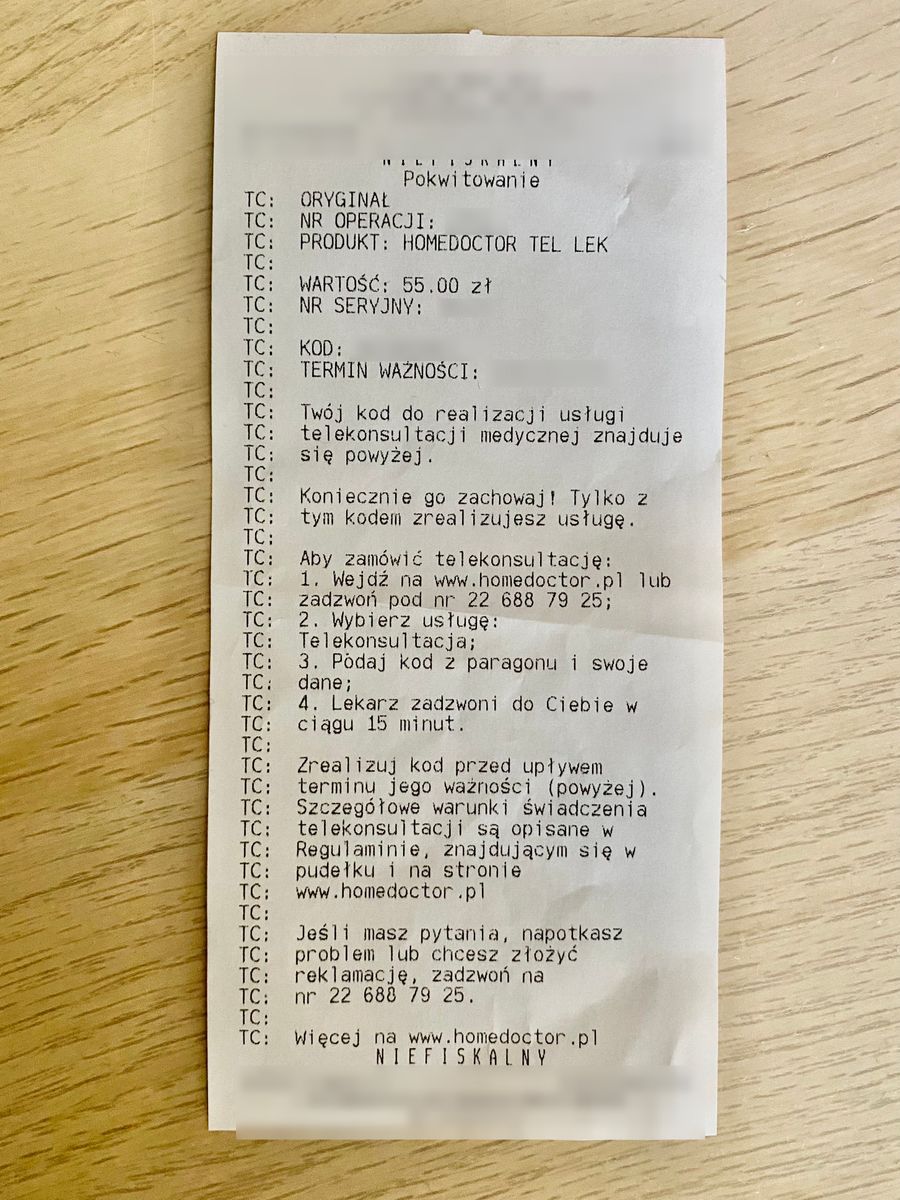 NIEFISKALNY
Pokwitowanie
TC: ORYGINAŁ
TC: NR OPERACJI:
TC: PRODUKT: HOMEDOCTOR TEL LEK
TC:
TC: WARTOŚĆ: 55.00 zł
TC: NR SERYJNY:
TC:
TC: KOD:
TC: TERMIN WAŻNOŚCI:
TC:
TC: Twój kod do realizacji usługi
TC: telekonsultacji medycznej znajduje
TC: się powyżej.
TC:
TC: Koniecznie go zachowaj! Tylko z
TC: tym kodem zrealizujesz usługę.
TC:
TC: Aby zamówić telekonsultację:
TC: 1. Wejdź na www.homedoctor.pl lub
TC: zadzwoń pod nr 22 688 79 25;
TC: 2. Wybierz usługę:
TC: Telekonsultacja;
TC: 3. Podaj kod z paragonu i swoje
TC: dane;
TC: 4. Lekarz zadzwoni do Ciebie w
TC: ciągu 15 minut.
TC:
TC: Zrealizuj kod przed upływem
TC: terminu jego ważności (powyżej).
TC: Szczegółowe warunki świadczenia
TC: telekonsultacji są opisane w
TC: Regulaminie, znajdującym się w
TC: pudełku i na stronie
TC: www.homedoctor.pl
TC:
TC: Jeśli masz pytania, napotkasz
TC: problem lub chcesz złożyć
TC: reklamację, zadzwoń na
TC: nr 22 688 79 25.
TC:
TC: Więcej na www.homedoctor.pl
NIEFISKALNY